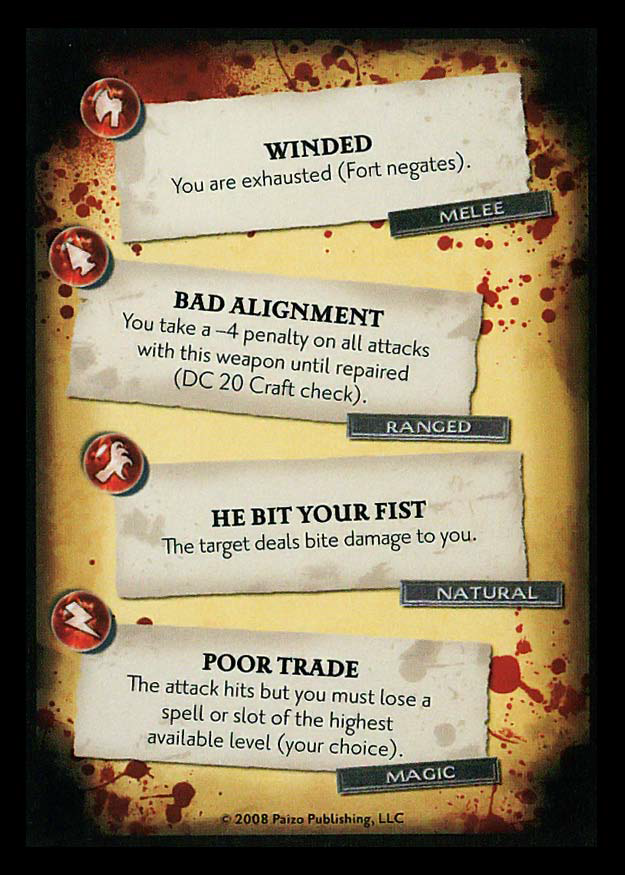 WINDED
You are exhausted (Fort negates).
MELEE
BAD ALIGNMENT
You take a –4 penalty on all attacks
with this weapon until repaired
(DC 20 Craft check).
RANGED
HE BIT YOUR FIST
The target deals bite damage to you.
NATURAL
POOR TRADE
The attack hits but you must lose a
spell or slot of the highest
available level (your choice).
MAGIC
© 2008 Paizo Publishing, LLC